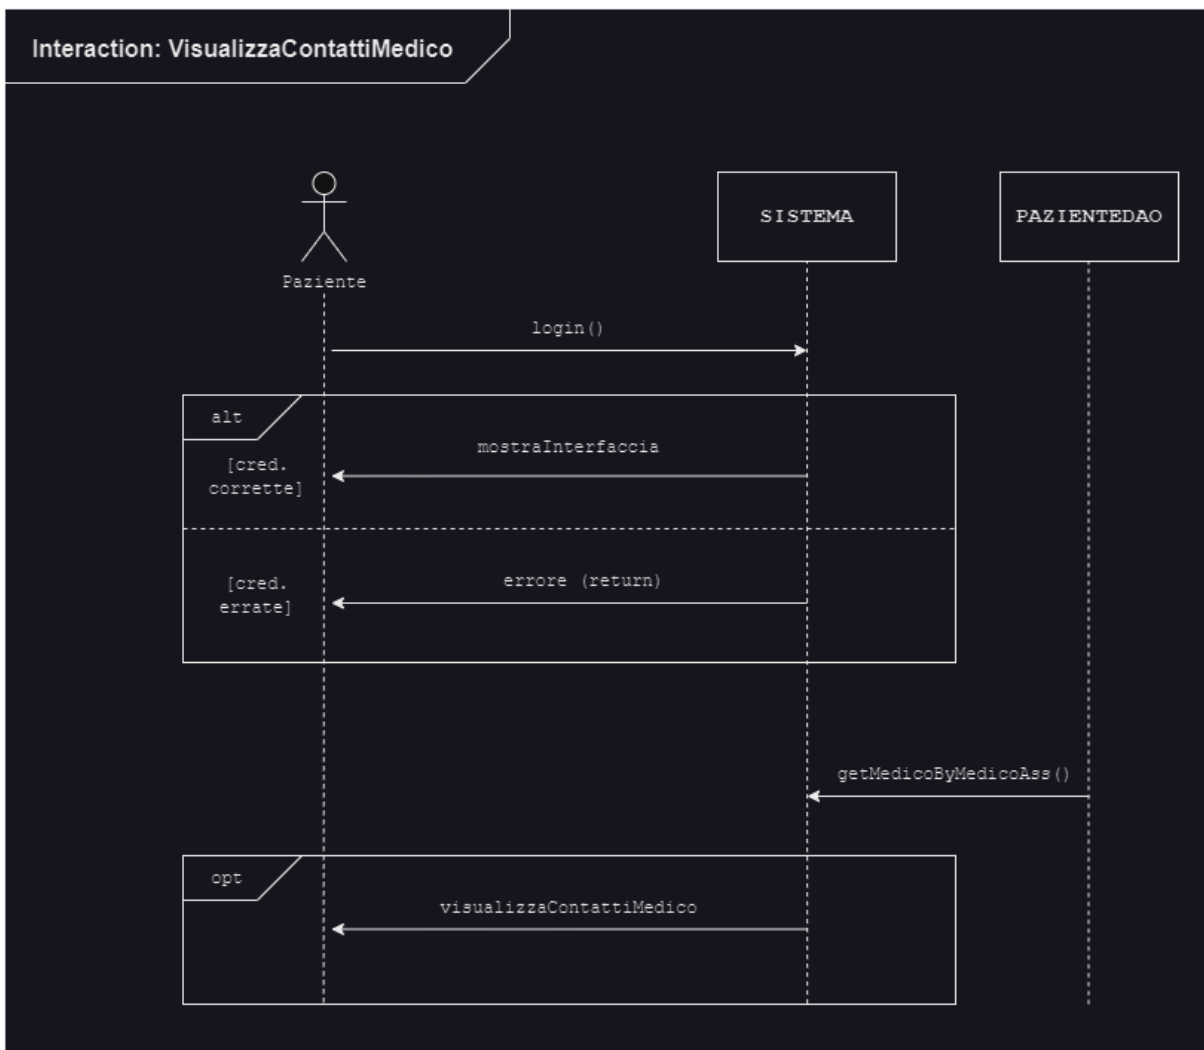 Interaction: VisualizzaContattiMedico
SISTEMA
PAZIENTEDAO
Paziente
login()
alt
mostraInterfaccia
[cred.
corrette]
errore (return)
[cred.
errate]
getMedicoByMedicoAss()
opt
visualizzaContattiMedico